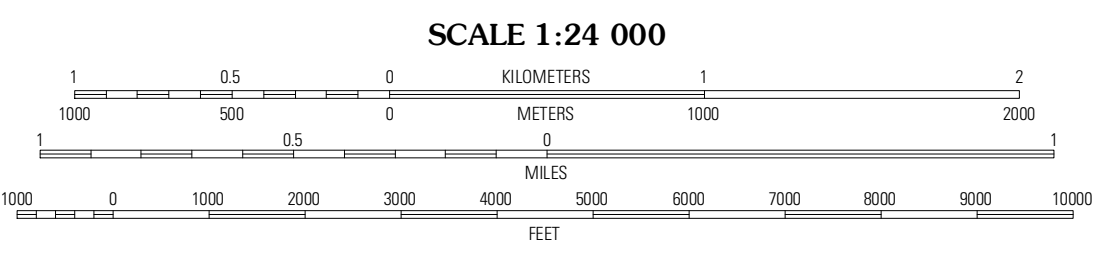 SCALE 1:24 000
1 0.5 0 KILOMETERS 1 2
1000 500 0 METERS 1000 2000
1 0.5 0 1
MILES
1000 0 1000 2000 3000 4000 5000 6000 7000 8000 9000 10000
FEET